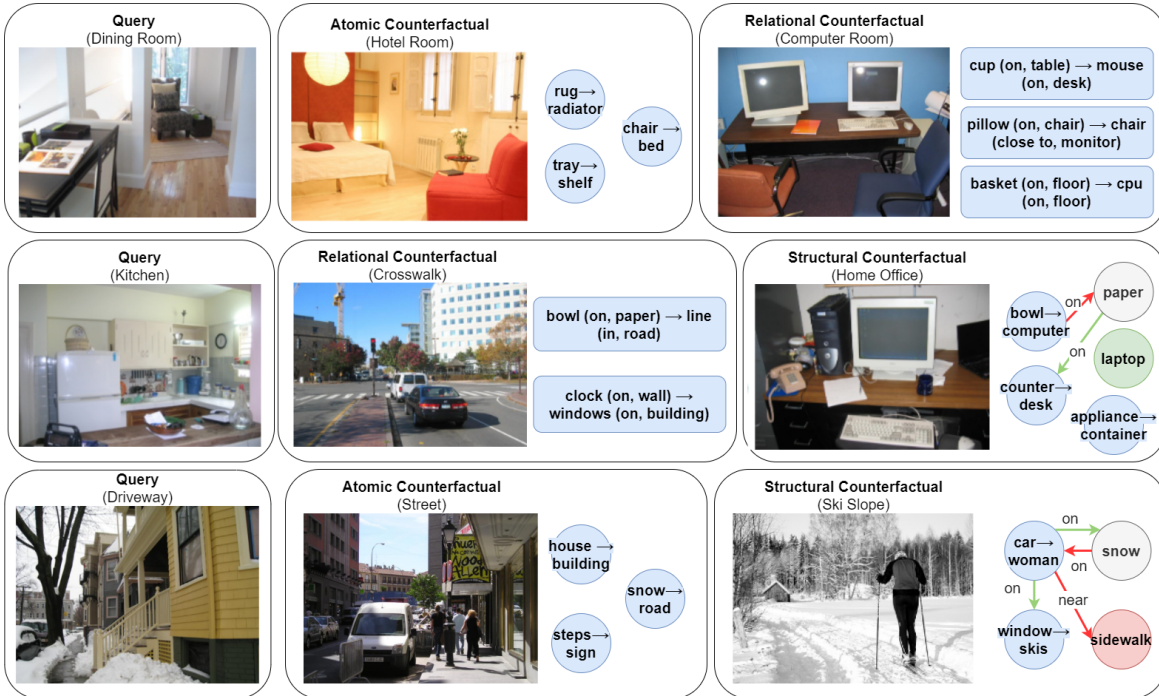 Query
(Dining Room)
Atomic Counterfactual
(Hotel Room)
rug→
radiator
chair →
bed
tray→
shelf
Relational Counterfactual
(Computer Room)
cup (on, table) → mouse
(on, desk)
pillow (on, chair) → chair
(close to, monitor)
basket (on, floor) → cpu
(on, floor)
Query
(Kitchen)
Relational Counterfactual
(Crosswalk)
bowl (on, paper) → line
(in, road)
clock (on, wall) →
windows (on, building)
Structural Counterfactual
(Home Office)
paper
on
bowl→
computer
on
laptop
counter→
desk
appliance→
container
Query
(Driveway)
Atomic Counterfactual
(Street)
house →
building
snow→
road
steps→
sign
Structural Counterfactual
(Ski Slope)
on
car→
woman
snow
on
on
near
window→
skis
sidewalk